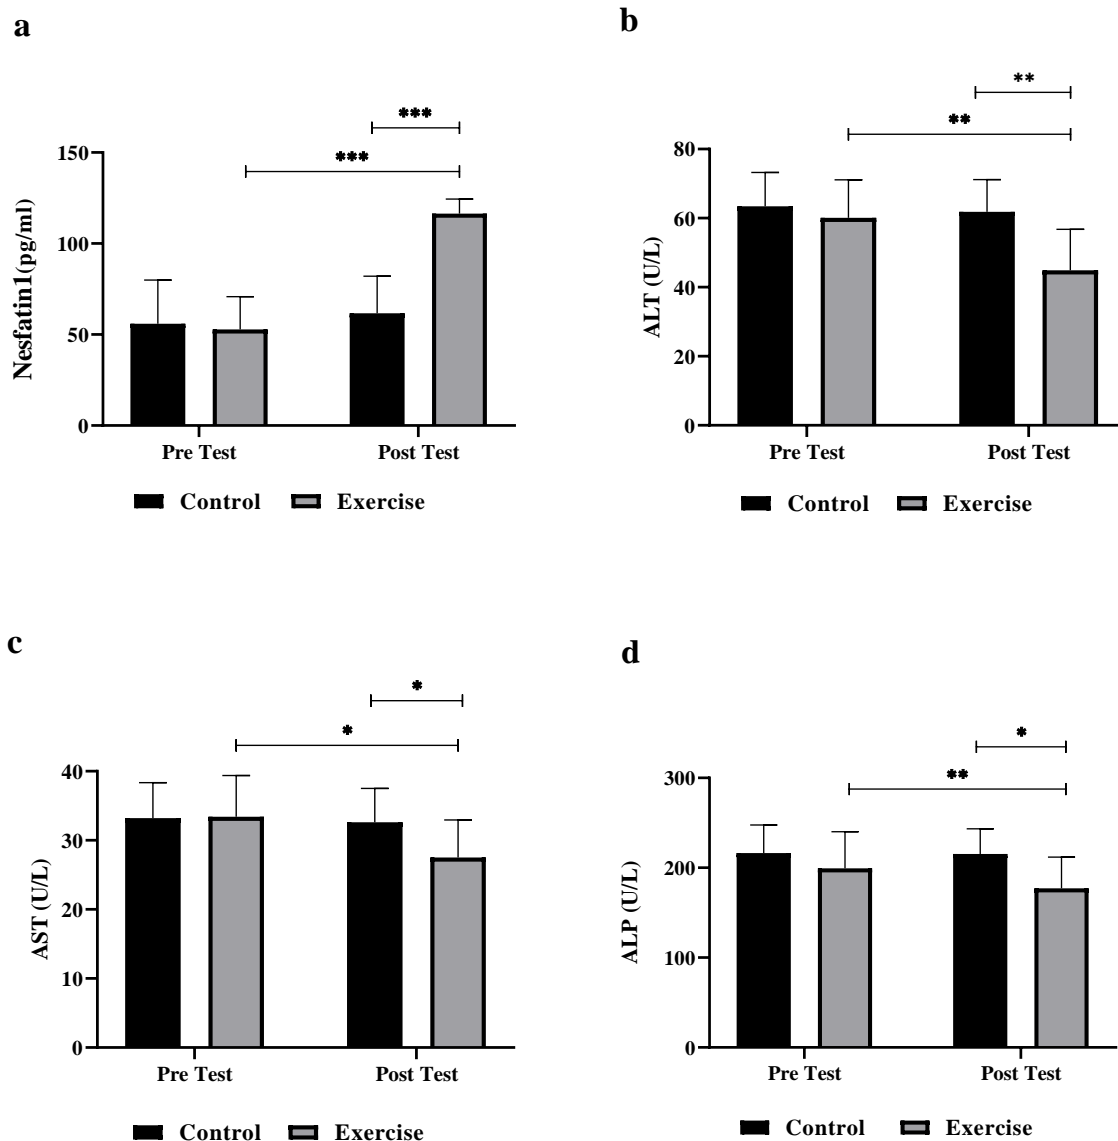 a
***
***
150
100
50
0
Nesfatin1(pg/ml)
Pre Test Post Test
Control Exercise
b
**
**
80
60
40
20
0
ALT (U/L)
Pre Test Post Test
Control Exercise
c
*
*
40
30
20
10
0
AST (U/L)
Pre Test Post Test
Control Exercise
d
*
**
300
200
100
0
ALP (U/L)
Pre Test Post Test
Control Exercise